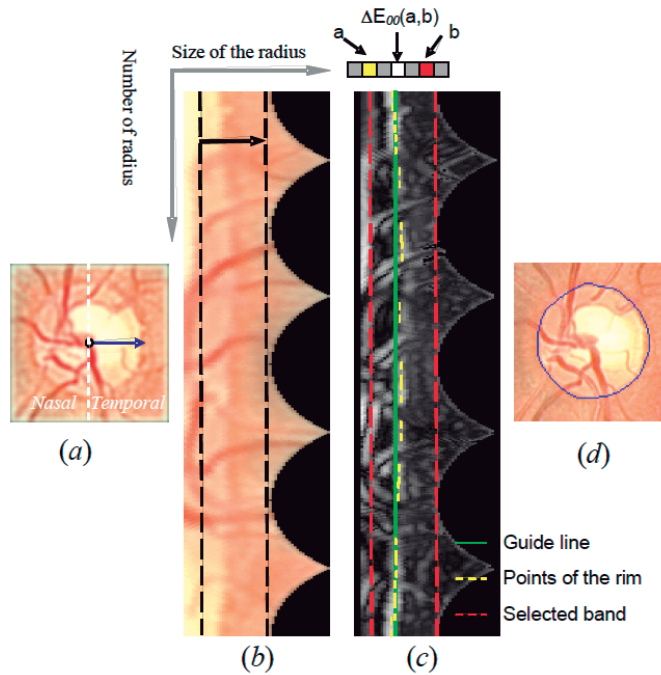 ΔE00(a,b)
a
b
Size of the radius
Number of radius
Nasal Temporal
(a)
(d)
Guide line
Points of the rim
Selected band
(b)
(c)